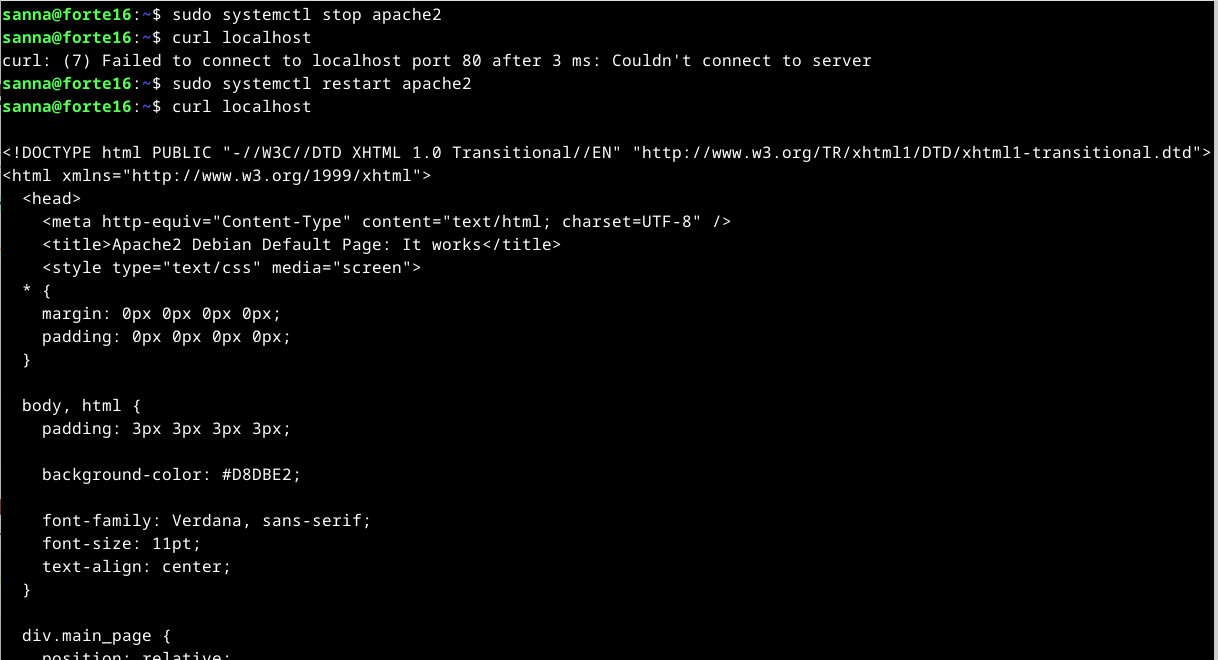 sanna@forte16:~$ sudo systemctl stop apache2
sanna@forte16:~$ curl localhost
curl: (7) Failed to connect to localhost port 80 after 3 ms: Couldn't connect to server
sanna@forte16:~$ sudo systemctl restart apache2
sanna@forte16:~$ curl localhost

<!DOCTYPE html PUBLIC "-//W3C//DTD XHTML 1.0 Transitional//EN" "http://www.w3.org/TR/xhtml1/DTD/xhtml1-transitional.dtd">
<html xmlns="http://www.w3.org/1999/xhtml">
  <head>
    <meta http-equiv="Content-Type" content="text/html; charset=UTF-8" />
    <title>Apache2 Debian Default Page: It works</title>
    <style type="text/css" media="screen">
  * {
    margin: 0px 0px 0px 0px;
    padding: 0px 0px 0px 0px;
  }

  body, html {
    padding: 3px 3px 3px 3px;

    background-color: #D8DBE2;

    font-family: Verdana, sans-serif;
    font-size: 11pt;
    text-align: center;
  }

  div.main_page {
    position: relative;